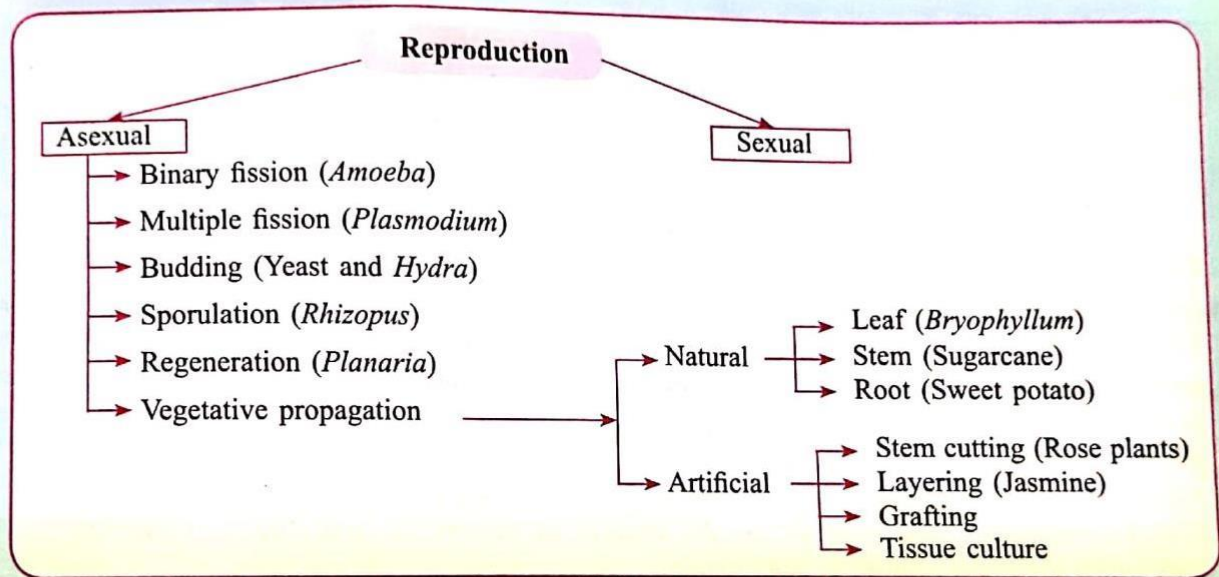 Reproduction
Asexual
Sexual
Binary fission (Amoeba)
Multiple fission (Plasmodium)
Budding (Yeast and Hydra)
Sporulation (Rhizopus)
Regeneration (Planaria)
Vegetative propagation
Natural
Leaf (Bryophyllum)
Stem (Sugarcane)
Root (Sweet potato)
Artificial
Stem cutting (Rose plants)
Layering (Jasmine)
Grafting
Tissue culture